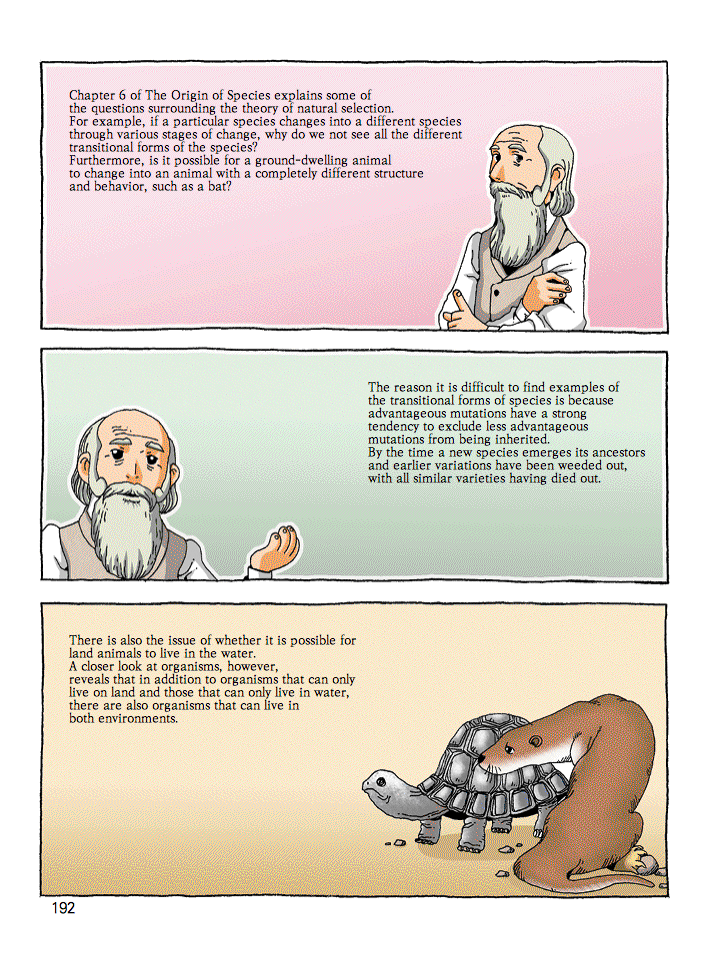 Chapter 6 of The Origin of Species explains some of
the questions surrounding the theory of natural selection.
For example, if a particular species changes into a different species
through various stages of change, why do we not see all the different
transitional forms of the species?
Furthermore, is it possible for a ground-dwelling animal
to change into an animal with a completely different structure
and behavior, such as a bat?
The reason it is difficult to find examples of
the transitional forms of species is because
advantageous mutations have a strong
tendency to exclude less advantageous
mutations from being inherited.
By the time a new species emerges its ancestors
and earlier variations have been weeded out,
with all similar varieties having died out.
There is also the issue of whether it is possible for
land animals to live in the water.
A closer look at organisms, however,
reveals that in addition to organisms that can only
live on land and those that can only live in water,
there are also organisms that can live in
both environments.
192